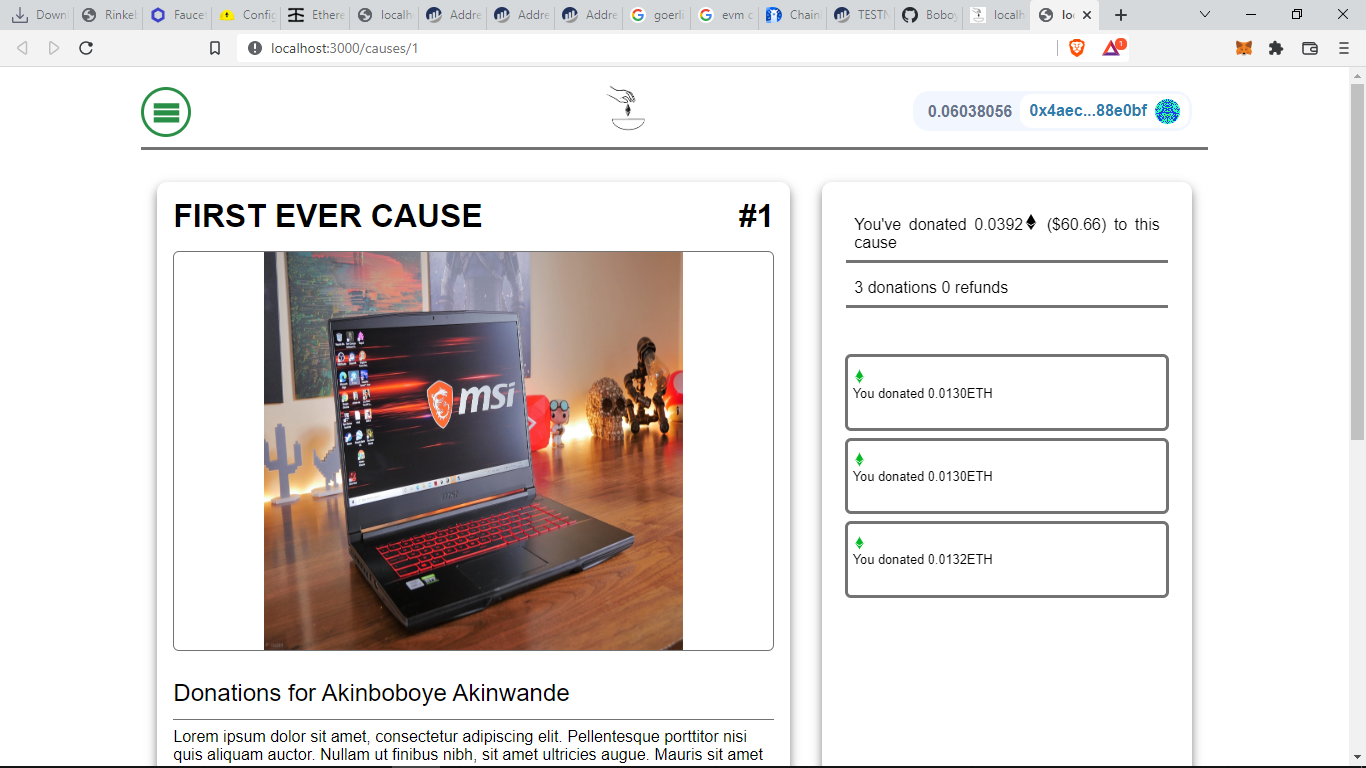 Down
Rinkel
Faucet
Config
Ethere
localh
Addre
Addre
Addre
goerli
evm c
Chainl
TESTN
Boboy
localh
loc
localhost:3000/causes/1
1
0.06038056 0x4aec...88e0bf
FIRST EVER CAUSE #1
msi
Donations for Akinboboye Akinwande
Lorem ipsum dolor sit amet, consectetur adipiscing elit. Pellentesque porttitor nisi
quis aliquam auctor. Nullam ut finibus nibh, sit amet ultricies augue. Mauris sit amet
You've donated 0.0392 ($60.66) to this
cause
3 donations 0 refunds
You donated 0.0130ETH
You donated 0.0130ETH
You donated 0.0132ETH